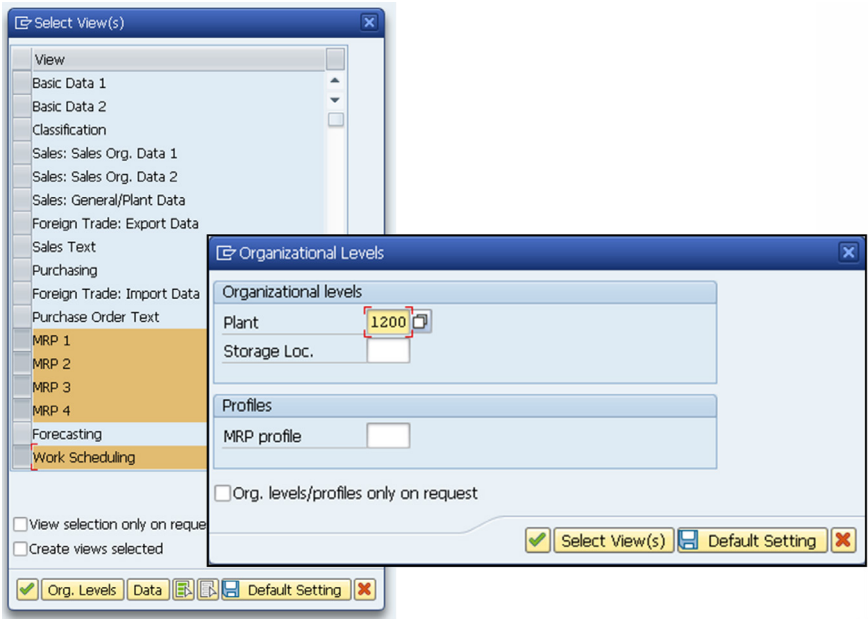 Select View(s)
View
Basic Data 1
Basic Data 2
Classification
Sales: Sales Org. Data 1
Sales: Sales Org. Data 2
Sales: General/Plant Data
Foreign Trade: Export Data
Sales Text
Purchasing
Foreign Trade: Import Data
Purchase Order Text
MRP 1
MRP 2
MRP 3
MRP 4
Forecasting
Work Scheduling
View selection only on reque
Create views selected
Org. Levels Data Default Setting
Organizational Levels
Organizational levels
Plant 1200
Storage Loc.
Profiles
MRP profile
Org. levels/profiles only on request
Select View(s) Default Setting